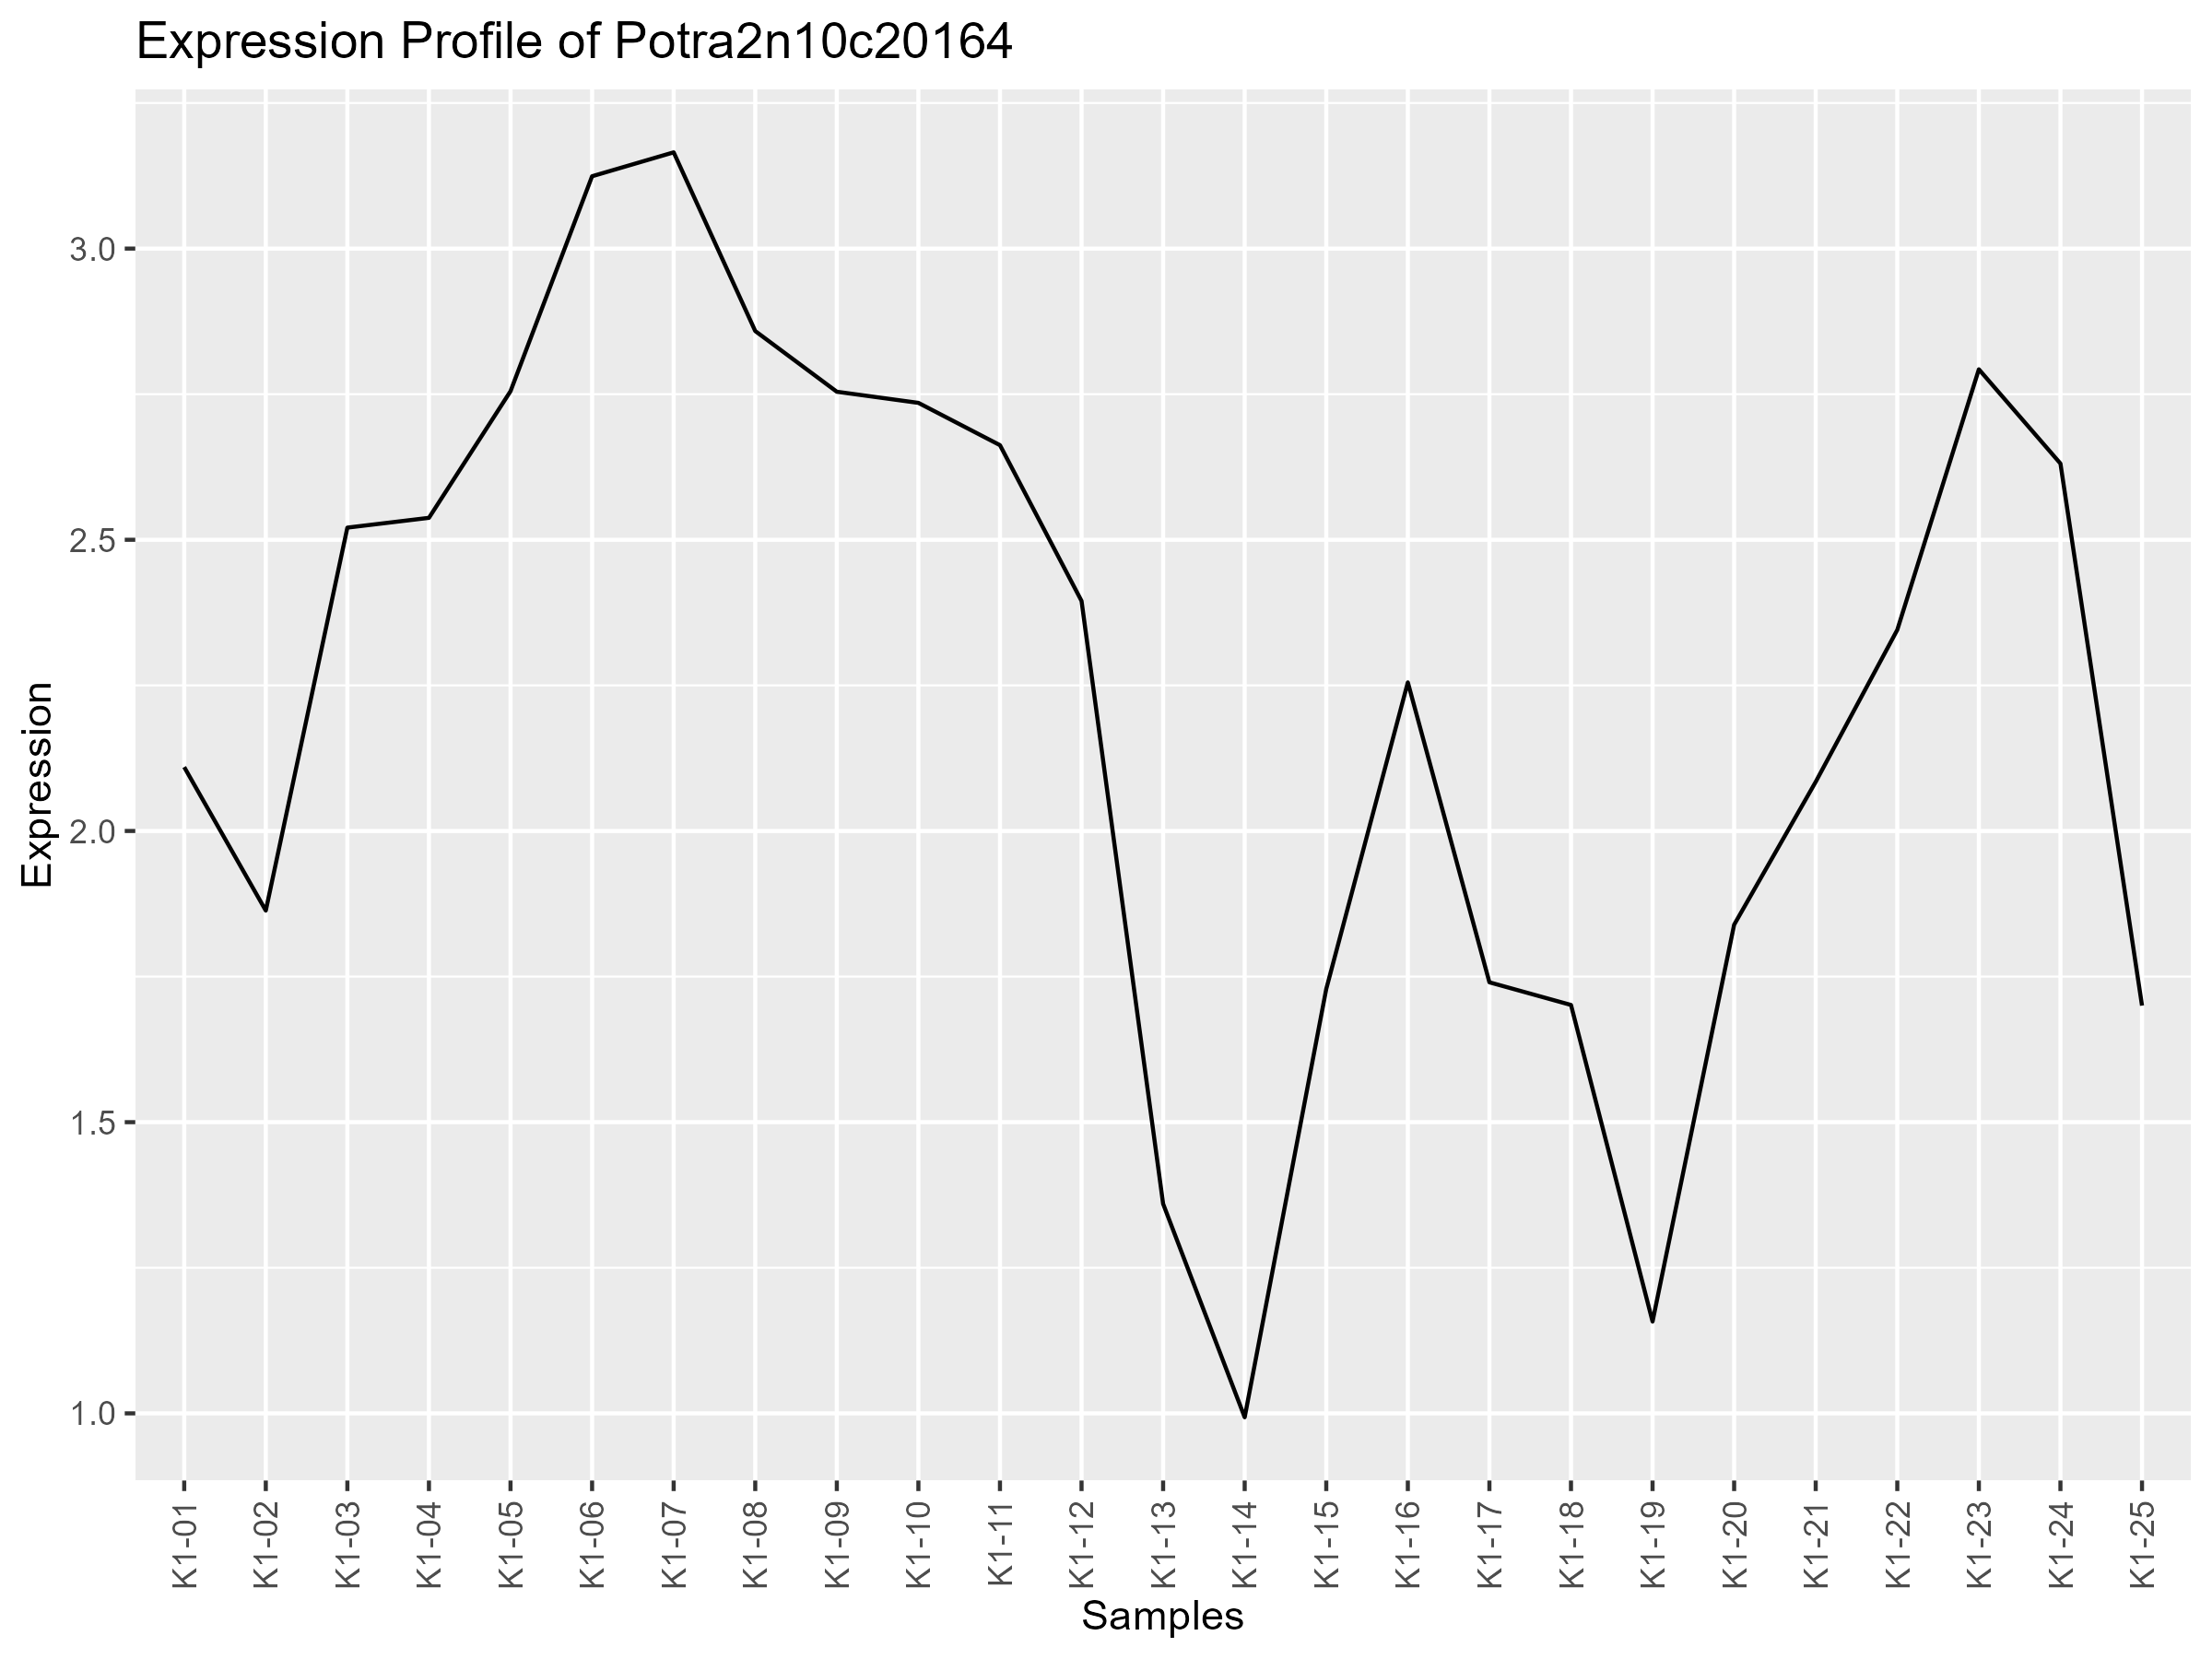 Expression Profile of Potra2n10c20164
Expression
3.0
2.5
2.0
1.5
1.0
K1-01
K1-02
K1-03
K1-04
K1-05
K1-06
K1-07
K1-08
K1-09
K1-10
K1-11
K1-12
K1-13
K1-14
K1-15
K1-16
K1-17
K1-18
K1-19
K1-20
K1-21
K1-22
K1-23
K1-24
K1-25
Samples